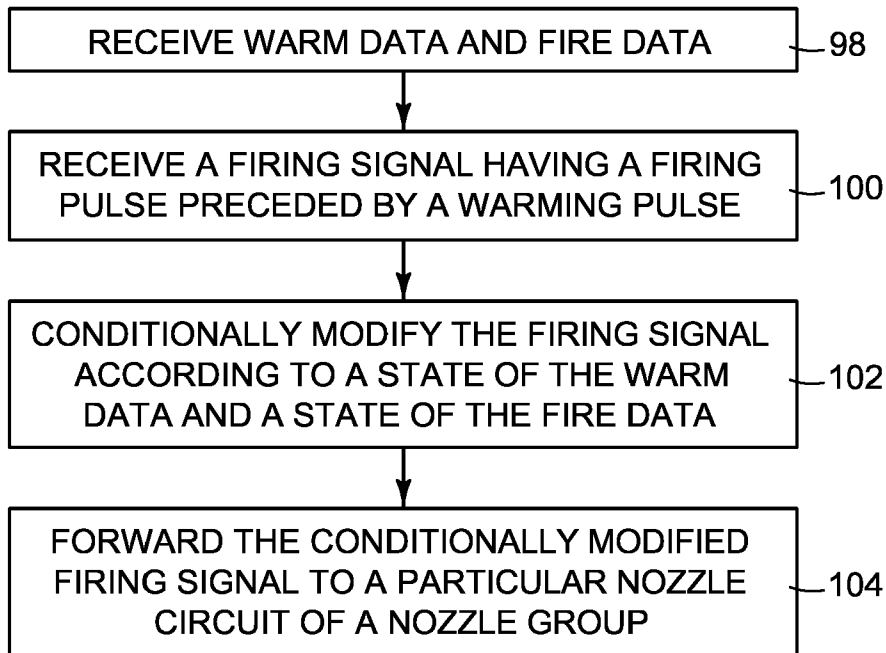 RECEIVE WARM DATA AND FIRE DATA
98
RECEIVE A FIRING SIGNAL HAVING A FIRING
PULSE PRECEDED BY A WARMING PULSE
100
CONDITIONALLY MODIFY THE FIRING SIGNAL
ACCORDING TO A STATE OF THE WARM
DATA AND A STATE OF THE FIRE DATA
102
FORWARD THE CONDITIONALLY MODIFIED
FIRING SIGNAL TO A PARTICULAR NOZZLE
CIRCUIT OF A NOZZLE GROUP
104